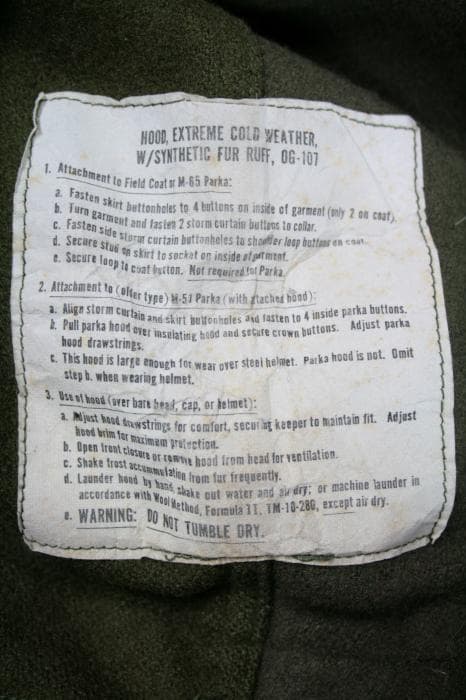 HOOD, EXTREME COLD WEATHER,
W/SYNTHETIC FUR RUFF, OG-107
1. Attachment to Field Coat or M-65 Parka:
a. Fasten skirt buttonholes to 4 buttons on inside of garment (only 2 on coat).
b. Turn garment and fasten 2 storm curtain buttons to collar.
c. Fasten side storm curtain buttonholes to shoulder loop buttons on coat.
d. Secure stud on skirt to socket on inside of garment.
e. Secure loop to coat button. Not required for Parka.
2. Attachment to (older type) M-51 Parka (with attached hood):
a. Align storm curtain and skirt buttonholes and fasten to 4 inside parka buttons.
b. Pull parka hood over insulating hood and secure crown buttons. Adjust parka
hood drawstrings.
c. This hood is large enough for wear over steel helmet. Parka hood is not. Omit
step b. when wearing helmet.
3. Use of hood (over bare head, cap, or helmet):
a. Adjust hood drawstrings for comfort, securing keeper to maintain fit. Adjust
hood brim for maximum protection.
b. Open front closure or remove hood from head for ventilation.
c. Shake frost accumulation from fur frequently.
d. Launder hood by hand, shake out water and air dry; or machine launder in
accordance with Wool Method, Formula 11, TM-10-280, except air dry.
e. WARNING: DO NOT TUMBLE DRY.